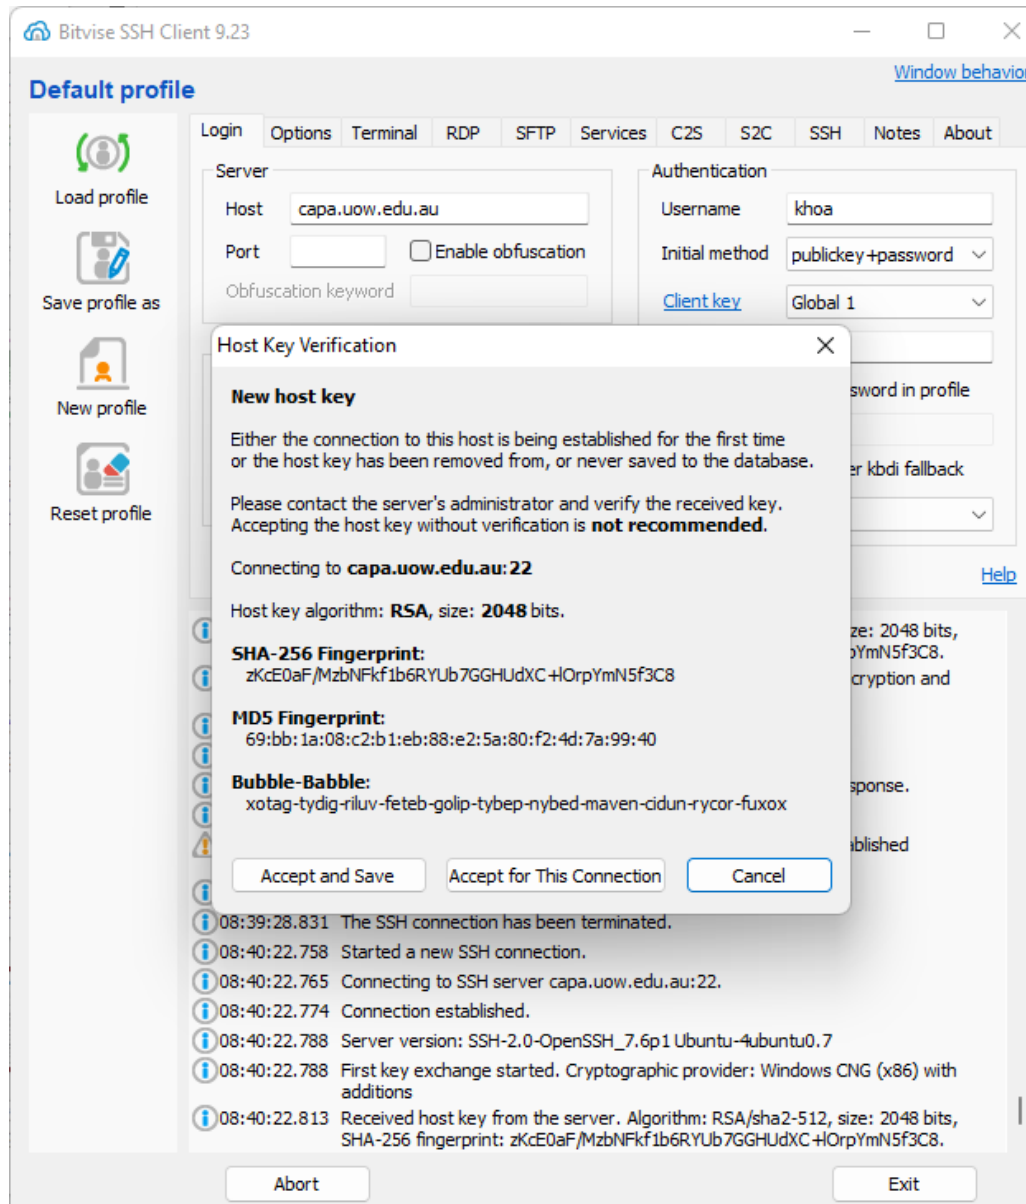 Bitvise SSH Client 9.23
Window behavior
Default profile
Load profile
Save profile as
New profile
Reset profile
Login Options Terminal RDP SFTP Services C2S S2C SSH Notes About
Server
Host capa.uow.edu.au
Port Enable obfuscation
Obfuscation keyword
Authentication
Username khoa
Initial method publickey+password
Client key Global 1
sword in profile
er kbdi fallback
Help
Host Key Verification
New host key
Either the connection to this host is being established for the first time
or the host key has been removed from, or never saved to the database.
Please contact the server's administrator and verify the received key.
Accepting the host key without verification is not recommended.
Connecting to capa.uow.edu.au:22
Host key algorithm: RSA, size: 2048 bits.
SHA-256 Fingerprint:
zKcE0aF/MzbNFkf1b6RYUb7GGHUdXC+lOrpYmN5f3C8
MD5 Fingerprint:
69:bb:1a:08:c2:b1:eb:88:e2:5a:80:f2:4d:7a:99:40
Bubble-Babble:
xotag-tydig-riluv-feteb-golip-tybep-nybed-maven-cidun-rycor-fuxox
Accept and Save Accept for This Connection Cancel
ze: 2048 bits,
pYmN5f3C8.
cryption and
sponse.
ablished
08:39:28.831 The SSH connection has been terminated.
08:40:22.758 Started a new SSH connection.
08:40:22.765 Connecting to SSH server capa.uow.edu.au:22.
08:40:22.774 Connection established.
08:40:22.788 Server version: SSH-2.0-OpenSSH_7.6p1 Ubuntu-4ubuntu0.7
08:40:22.788 First key exchange started. Cryptographic provider: Windows CNG (x86) with
additions
08:40:22.813 Received host key from the server. Algorithm: RSA/sha2-512, size: 2048 bits,
SHA-256 fingerprint: zKcE0aF/MzbNFkf1b6RYUb7GGHUdXC+lOrpYmN5f3C8.
Abort Exit